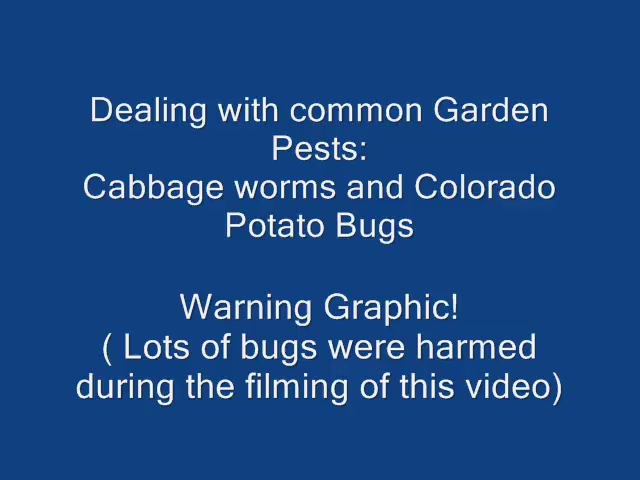 Dealing with common Garden
Pests:
Cabbage worms and Colorado
Potato Bugs
Warning Graphic!
( Lots of bugs were harmed
during the filming of this video)